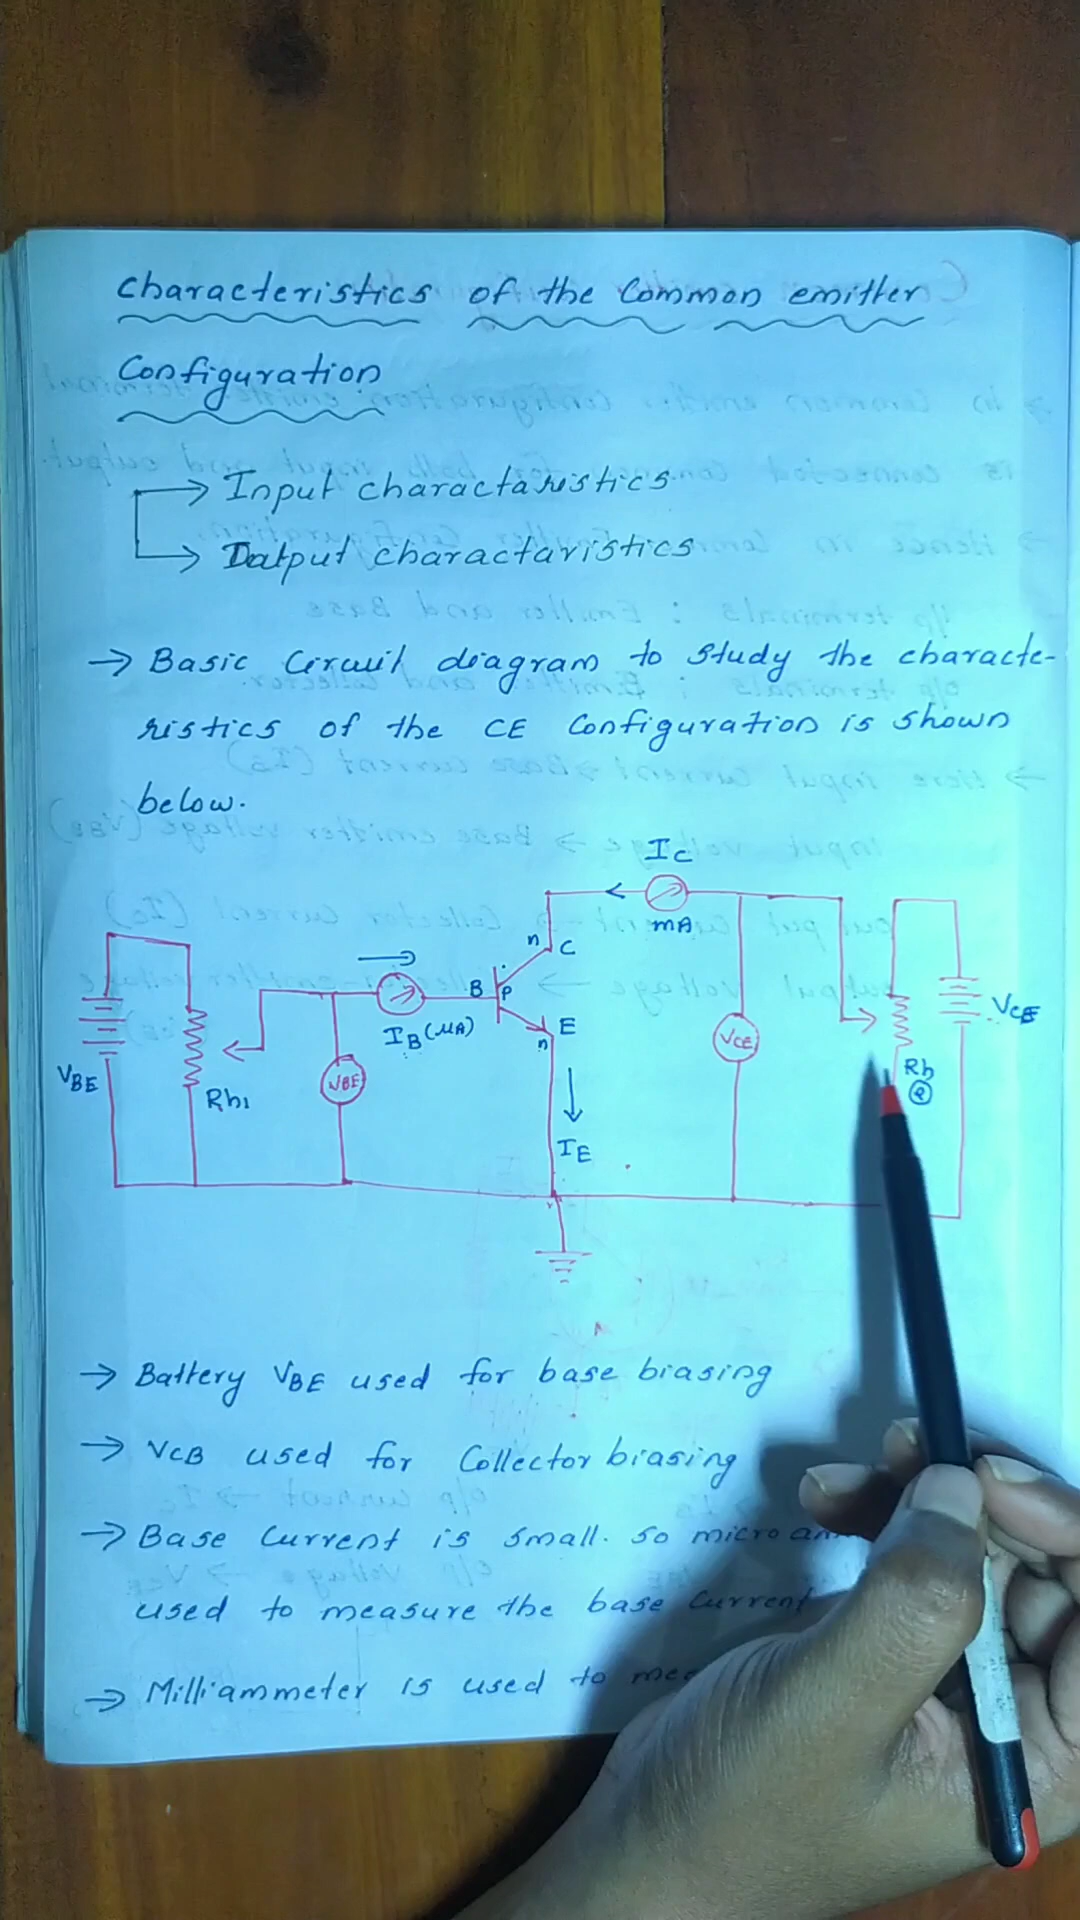 Characteristics of the Common emitter
Configuration
→ Input charactaristics
→ Output charactaristics
→ Basic Circuit diagram to study the characte-
ristics of the CE Configuration is shown
below.
IC
mA
n C
B P
IB (μA)
E
n
VBE
Rh1
VBE
IE
VCE
Rh
2
VCE
→ Battery VBE used for base biasing
→ VCB used for Collector biasing
→ Base Current is small. so micro
used to measure the base Current
→ Milliammeter is used to